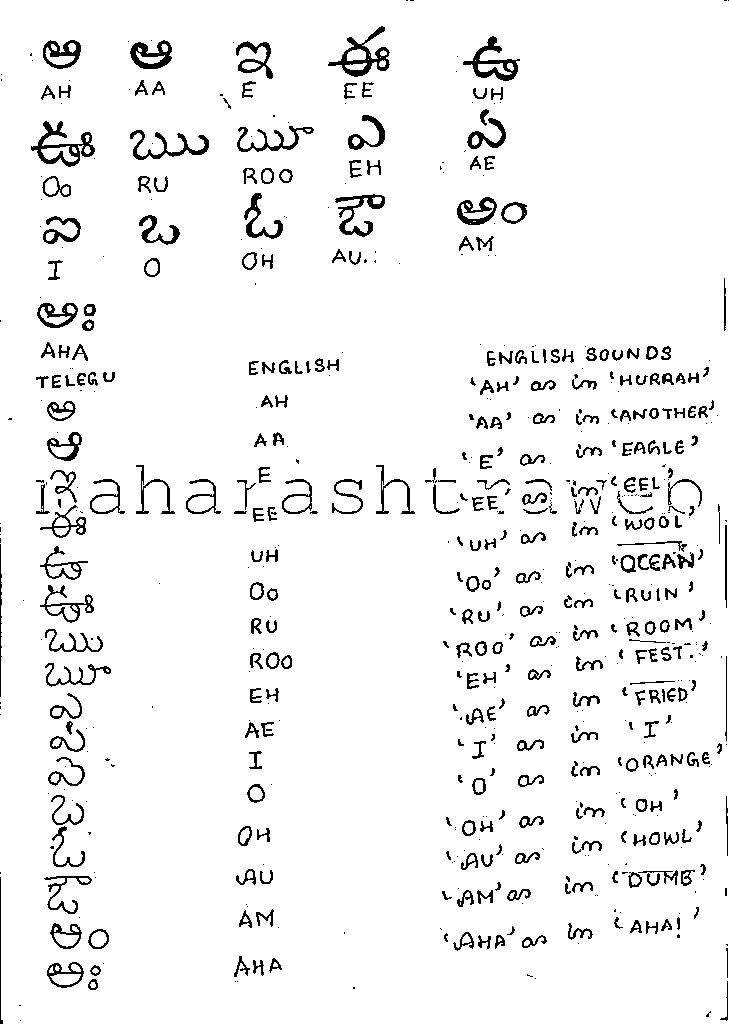 అ ఆ ఇ ఈ ఉ
AH AA E EE UH
ఊ ఋ ౠ ఎ ఏ
Oo RU ROO EH AE
ఐ ఒ ఓ ఔ అం
I O OH AU.: AM
అః
AHA
TELEGU ENGLISH ENGLISH SOUNDS
అ AH 'AH' as in 'HURRAH'
ఆ AA 'AA' as in 'ANOTHER'
ఇ E 'E' as in 'EAGLE'
maharashtraweb
ఈ EE 'EE' as in 'EEL'
ఉ UH 'UH' as in 'WOOL'
ఊ Oo 'Oo' as in 'OCEAN'
ఋ RU 'RU' as in 'RUIN'
ౠ ROO 'ROO' as in 'ROOM'
ఎ EH 'EH' as in 'FEST.'
ఏ AE 'AE' as in 'FRIED'
ఐ I 'I' as in 'I'
ఒ O 'O' as in 'ORANGE'
ఓ OH 'OH' as in 'OH'
ఔ AU 'AU' as in 'HOWL'
అం AM 'AM' as in 'DUMB'
అః AHA 'AHA' as in 'AHA!'